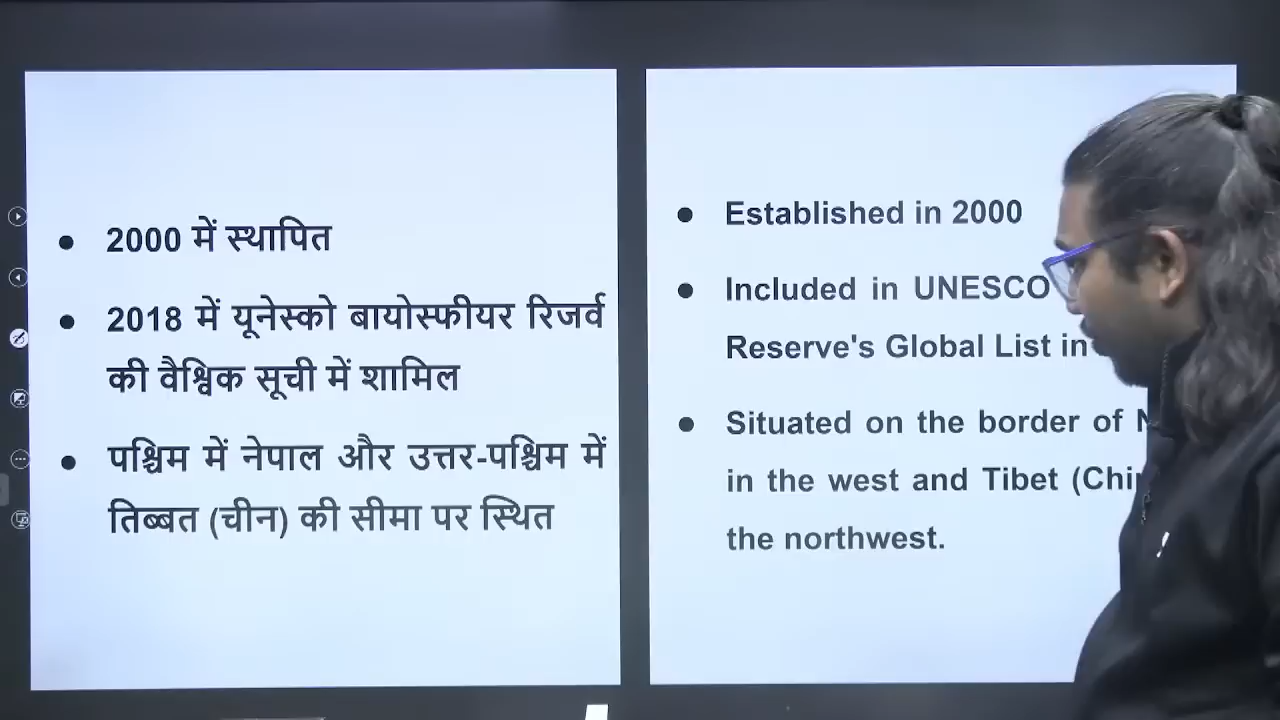 2000 में स्थापित
2018 में यूनेस्को बायोस्फीयर रिजर्व
की वैश्विक सूची में शामिल
पश्चिम में नेपाल और उत्तर-पश्चिम में
तिब्बत (चीन) की सीमा पर स्थित
Established in 2000
Included in UNESCO
Reserve's Global List in
Situated on the border of
in the west and Tibet
the northwest.